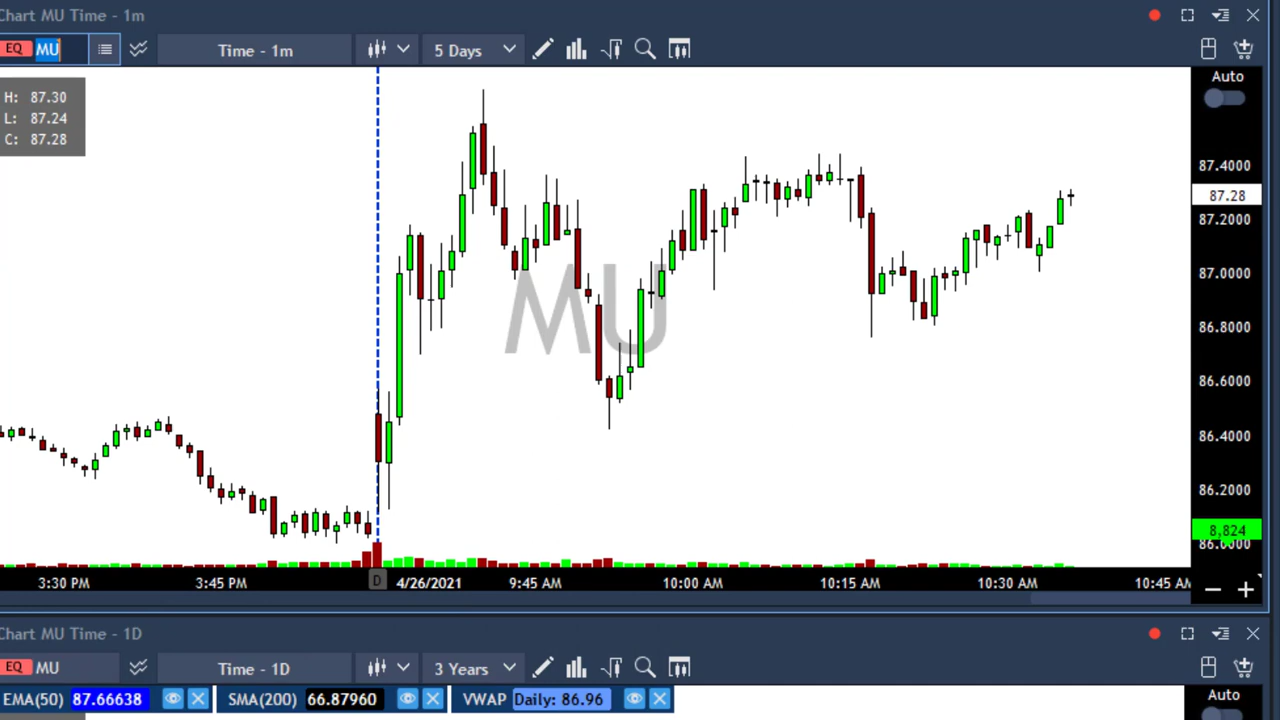 Chart MU Time - 1m
EQ MU Time - 1m 5 Days
Auto
H: 87.30
L: 87.24
C: 87.28
87.4000
87.28
87.2000
87.0000
MU
86.8000
86.6000
86.4000
86.2000
8,824
86.0000
3:30 PM 3:45 PM D 4/26/2021 9:45 AM 10:00 AM 10:15 AM 10:30 AM 10:45 AM
Chart MU Time - 1D
EQ MU Time - 1D 3 Years
EMA(50) 87.66638 SMA(200) 66.87960 VWAP Daily: 86.96
Auto